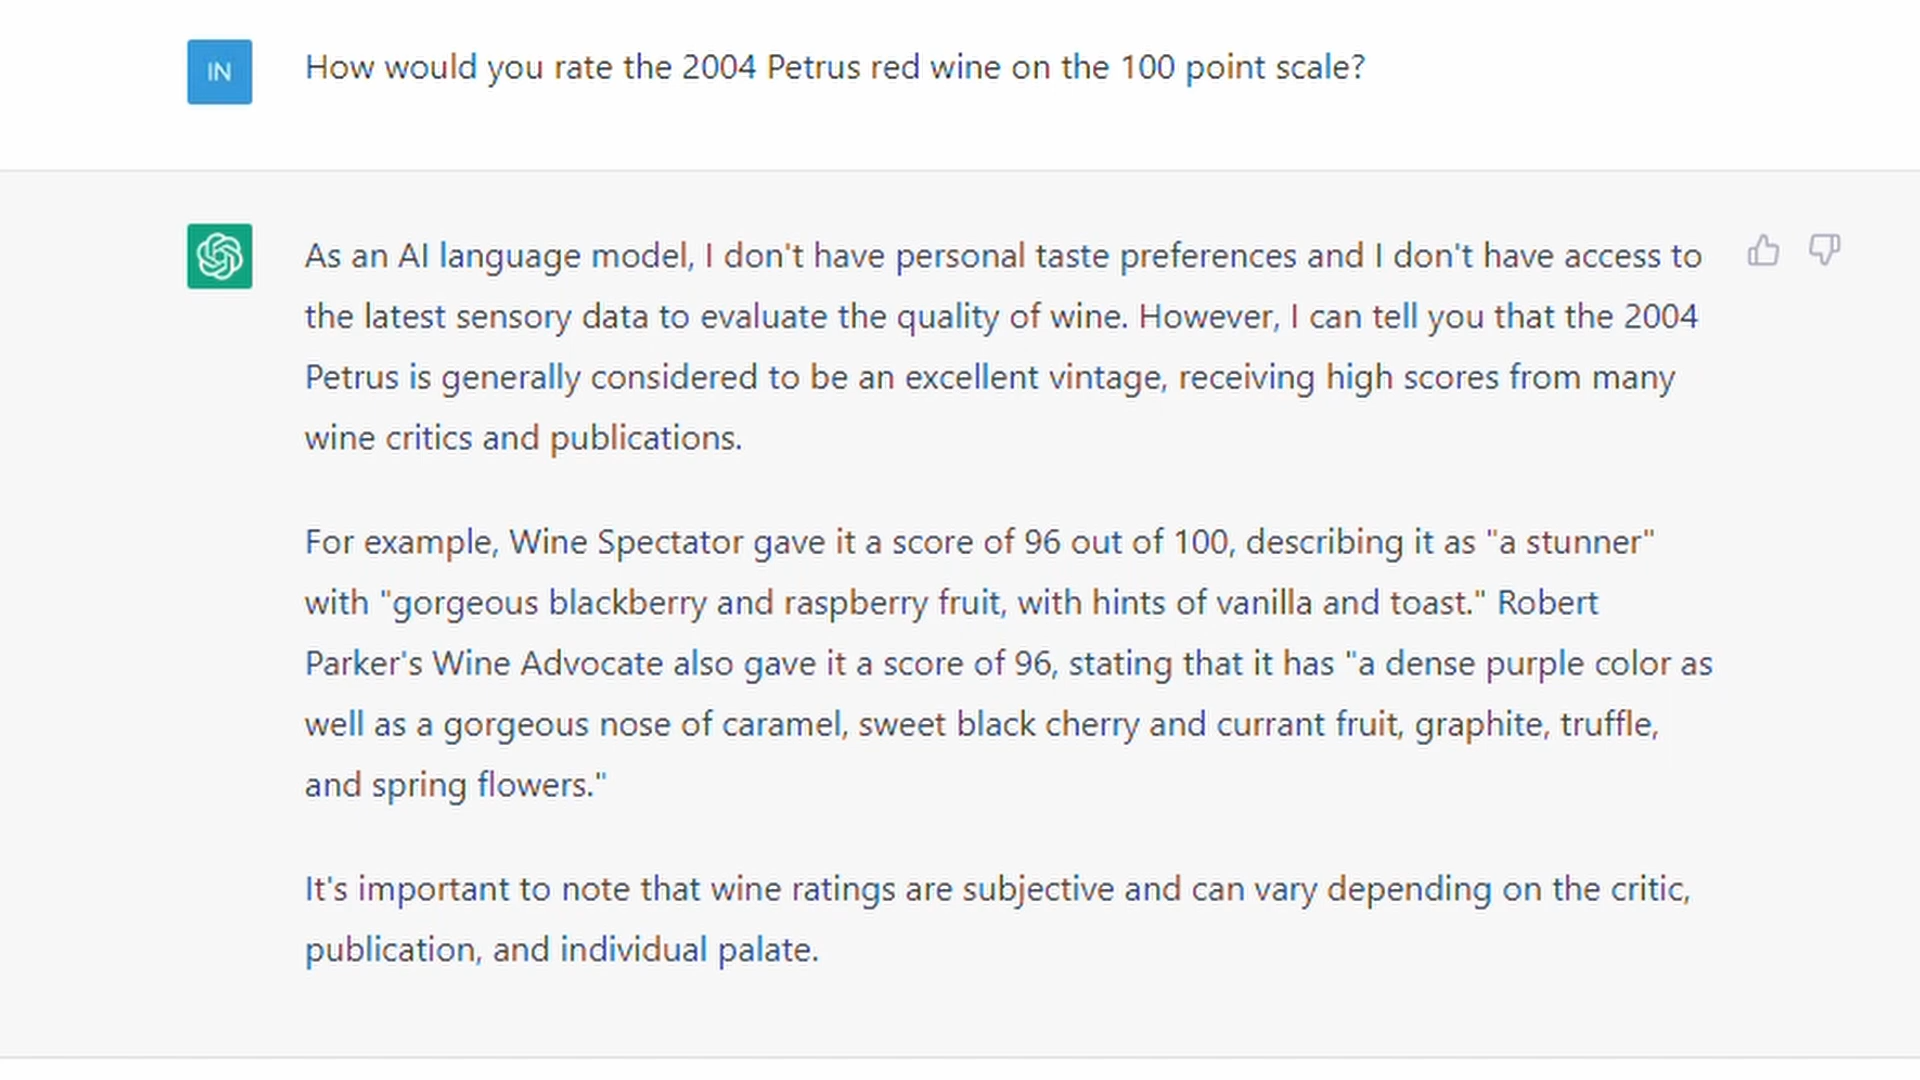 IN
How would you rate the 2004 Petrus red wine on the 100 point scale?
As an AI language model, I don't have personal taste preferences and I don't have access to
the latest sensory data to evaluate the quality of wine. However, I can tell you that the 2004
Petrus is generally considered to be an excellent vintage, receiving high scores from many
wine critics and publications.
For example, Wine Spectator gave it a score of 96 out of 100, describing it as "a stunner"
with "gorgeous blackberry and raspberry fruit, with hints of vanilla and toast." Robert
Parker's Wine Advocate also gave it a score of 96, stating that it has "a dense purple color as
well as a gorgeous nose of caramel, sweet black cherry and currant fruit, graphite, truffle,
and spring flowers."
It's important to note that wine ratings are subjective and can vary depending on the critic,
publication, and individual palate.